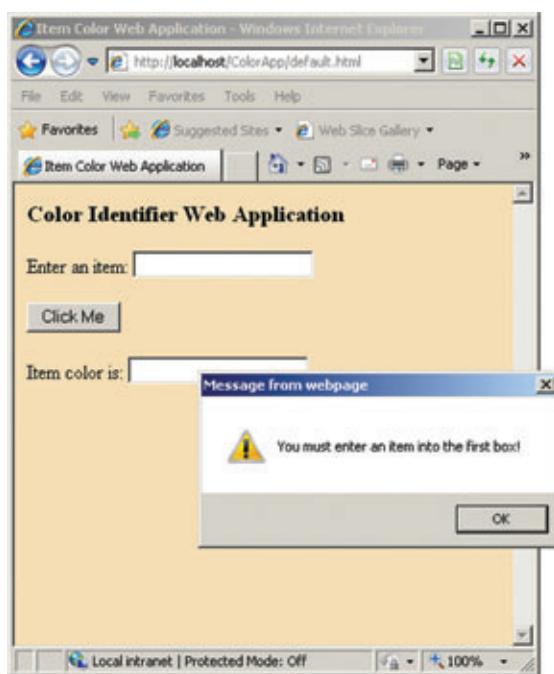 Item Color Web Application - Windows Internet Explorer
http://localhost/ColorApp/default.html
File Edit View Favorites Tools Help
Favorites Suggested Sites Web Slice Gallery
Item Color Web Application Page »
Color Identifier Web Application
Enter an item:
Click Me
Item color is:
Message from webpage
You must enter an item into the first box!
OK
Local intranet | Protected Mode: Off 100%